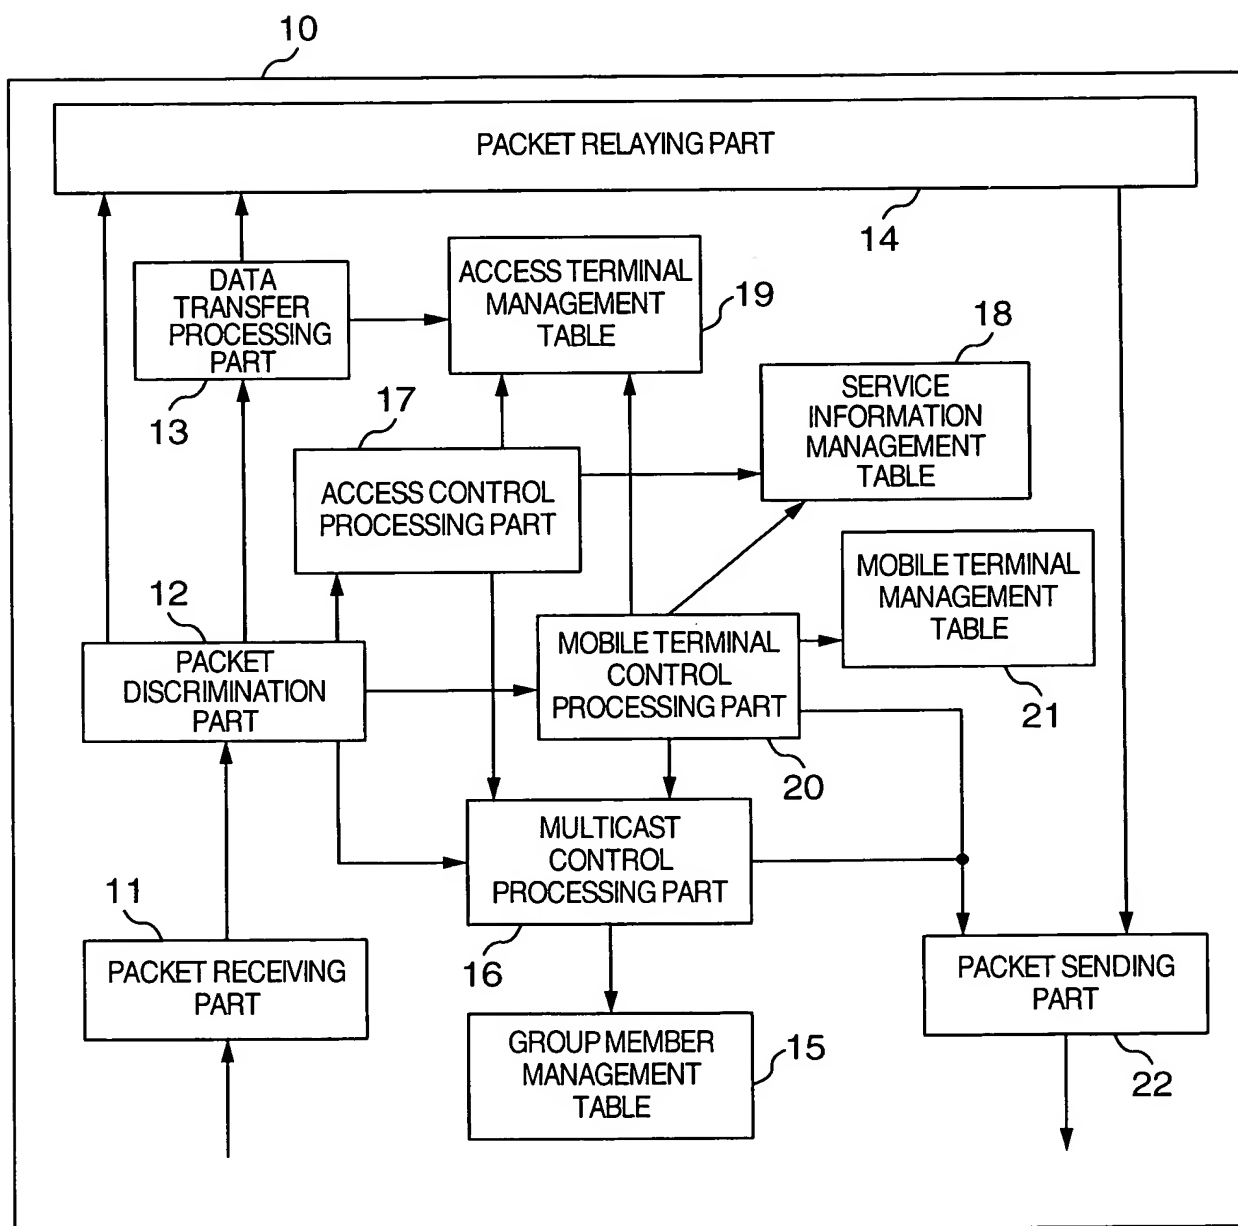 10
PACKET RELAYING PART
14
DATA
TRANSFER
PROCESSING
PART
13
ACCESS TERMINAL
MANAGEMENT
TABLE
19
18
SERVICE
INFORMATION
MANAGEMENT
TABLE
17
ACCESS CONTROL
PROCESSING PART
MOBILE TERMINAL
MANAGEMENT
TABLE
21
12
PACKET
DISCRIMINATION
PART
MOBILE TERMINAL
CONTROL
PROCESSING PART
20
MULTICAST
CONTROL
PROCESSING PART
16
11
PACKET RECEIVING
PART
PACKET SENDING
PART
22
GROUP MEMBER
MANAGEMENT
TABLE
15